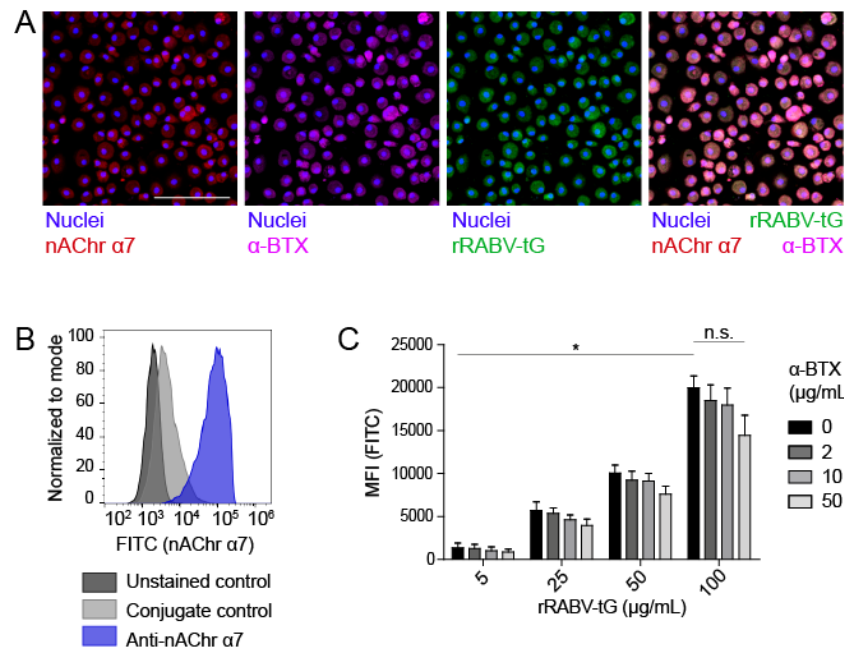 A
Nuclei
nAChr α7
Nuclei
α-BTX
Nuclei
rRABV-tG
Nuclei rRABV-tG
nAChr α7 α-BTX
B
Normalized to mode
100
80
60
40
20
0
10² 10³ 10⁴ 10⁵ 10⁶
FITC (nAChr α7)
Unstained control
Conjugate control
Anti-nAChr α7
C
MFI (FITC)
25000
20000
15000
10000
5000
0
*
n.s.
5 25 50 100
rRABV-tG (µg/mL)
α-BTX
(µg/mL
0
2
10
50